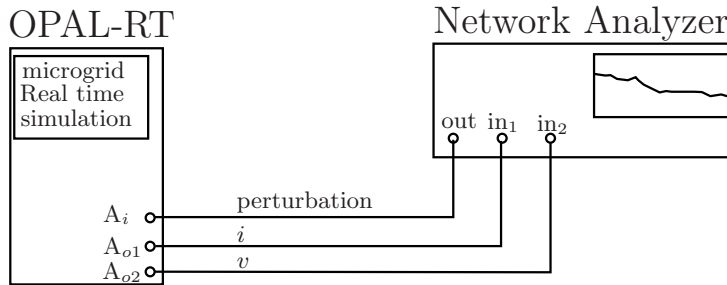 OPAL-RT
Network Analyzer
microgrid
Real time
simulation
out in₁ in₂
perturbation
Aᵢ
i
Aₒ₁
v
Aₒ₂